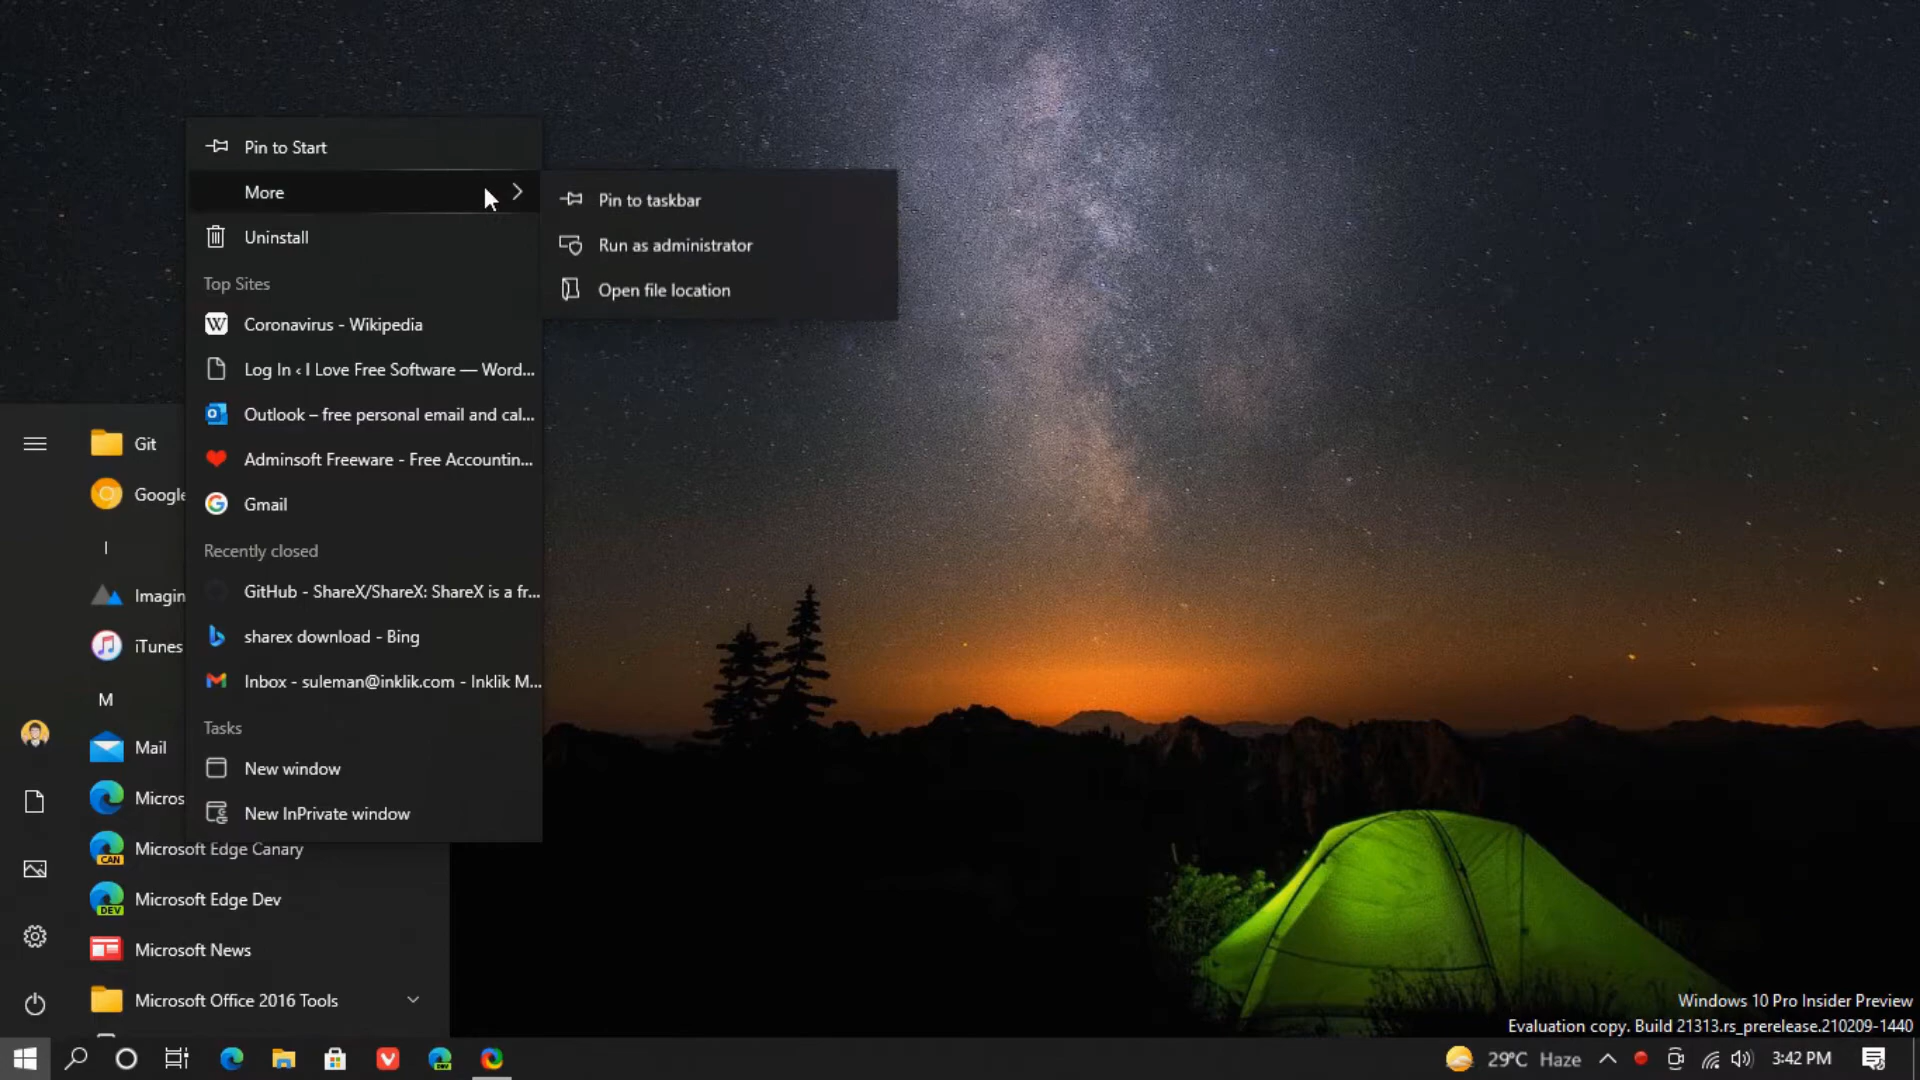 Pin to Start
More
Uninstall
Top Sites
Coronavirus - Wikipedia
Log In ‹ I Love Free Software — Word...
Outlook – free personal email and cal...
Adminsoft Freeware - Free Accountin...
Gmail
Recently closed
GitHub - ShareX/ShareX: ShareX is a fr...
sharex download - Bing
Inbox - suleman@inklik.com - Inklik M...
Tasks
New window
New InPrivate window
Pin to taskbar
Run as administrator
Open file location
Git
Google
I
Imagin
iTunes
M
Mail
Micros
CAN
Microsoft Edge Canary
DEV
Microsoft Edge Dev
Microsoft News
Microsoft Office 2016 Tools
Windows 10 Pro Insider Preview
Evaluation copy. Build 21313.rs_prerelease.210209-1440
29°C Haze
3:42 PM